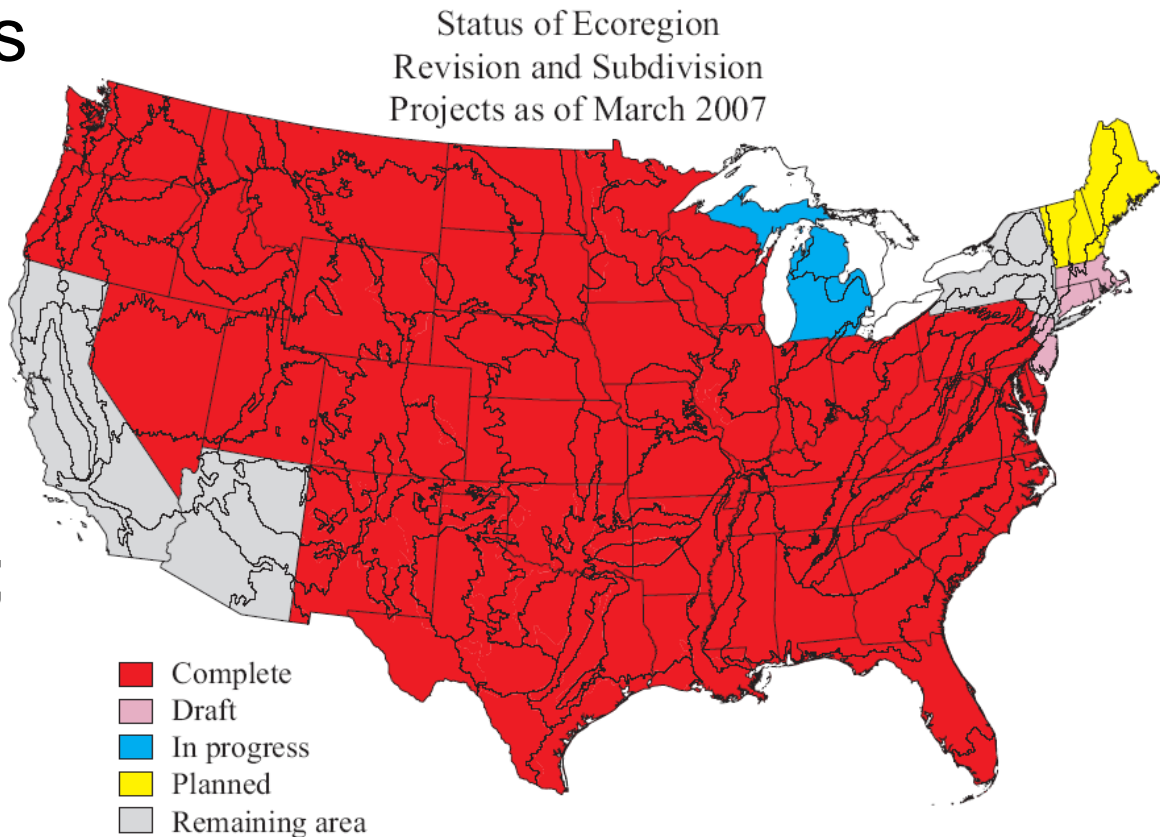 s
Status of Ecoregion
Revision and Subdivision
Projects as of March 2007
Complete
Draft
In progress
Planned
Remaining area